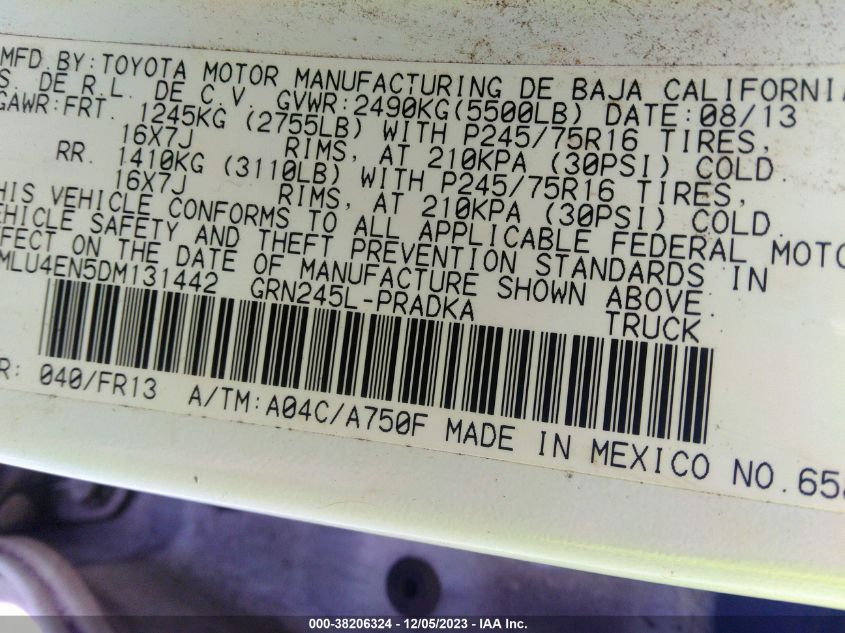 MFD.BY:TOYOTA MOTOR MANUFACTURING DE BAJA CALIFORNIA
S. DE R.L. DE C.V. GVWR:2490KG(5500LB) DATE:08/13
GAWR:FRT. 1245KG (2755LB) WITH P245/75R16 TIRES,
16X7J RIMS, AT 210KPA (30PSI) COLD.
RR. 1410KG (3110LB) WITH P245/75R16 TIRES,
16X7J RIMS, AT 210KPA (30PSI) COLD.
HIS VEHICLE CONFORMS TO ALL APPLICABLE FEDERAL MOTO
EHICLE SAFETY AND THEFT PREVENTION STANDARDS IN
FFECT ON THE DATE OF MANUFACTURE SHOWN ABOVE.
MLU4EN5DM131442 GRN245L-PRADKA TRUCK
R: 040/FR13 A/TM:A04C/A750F MADE IN MEXICO NO.65
000-38206324 - 12/05/2023 - IAA Inc.